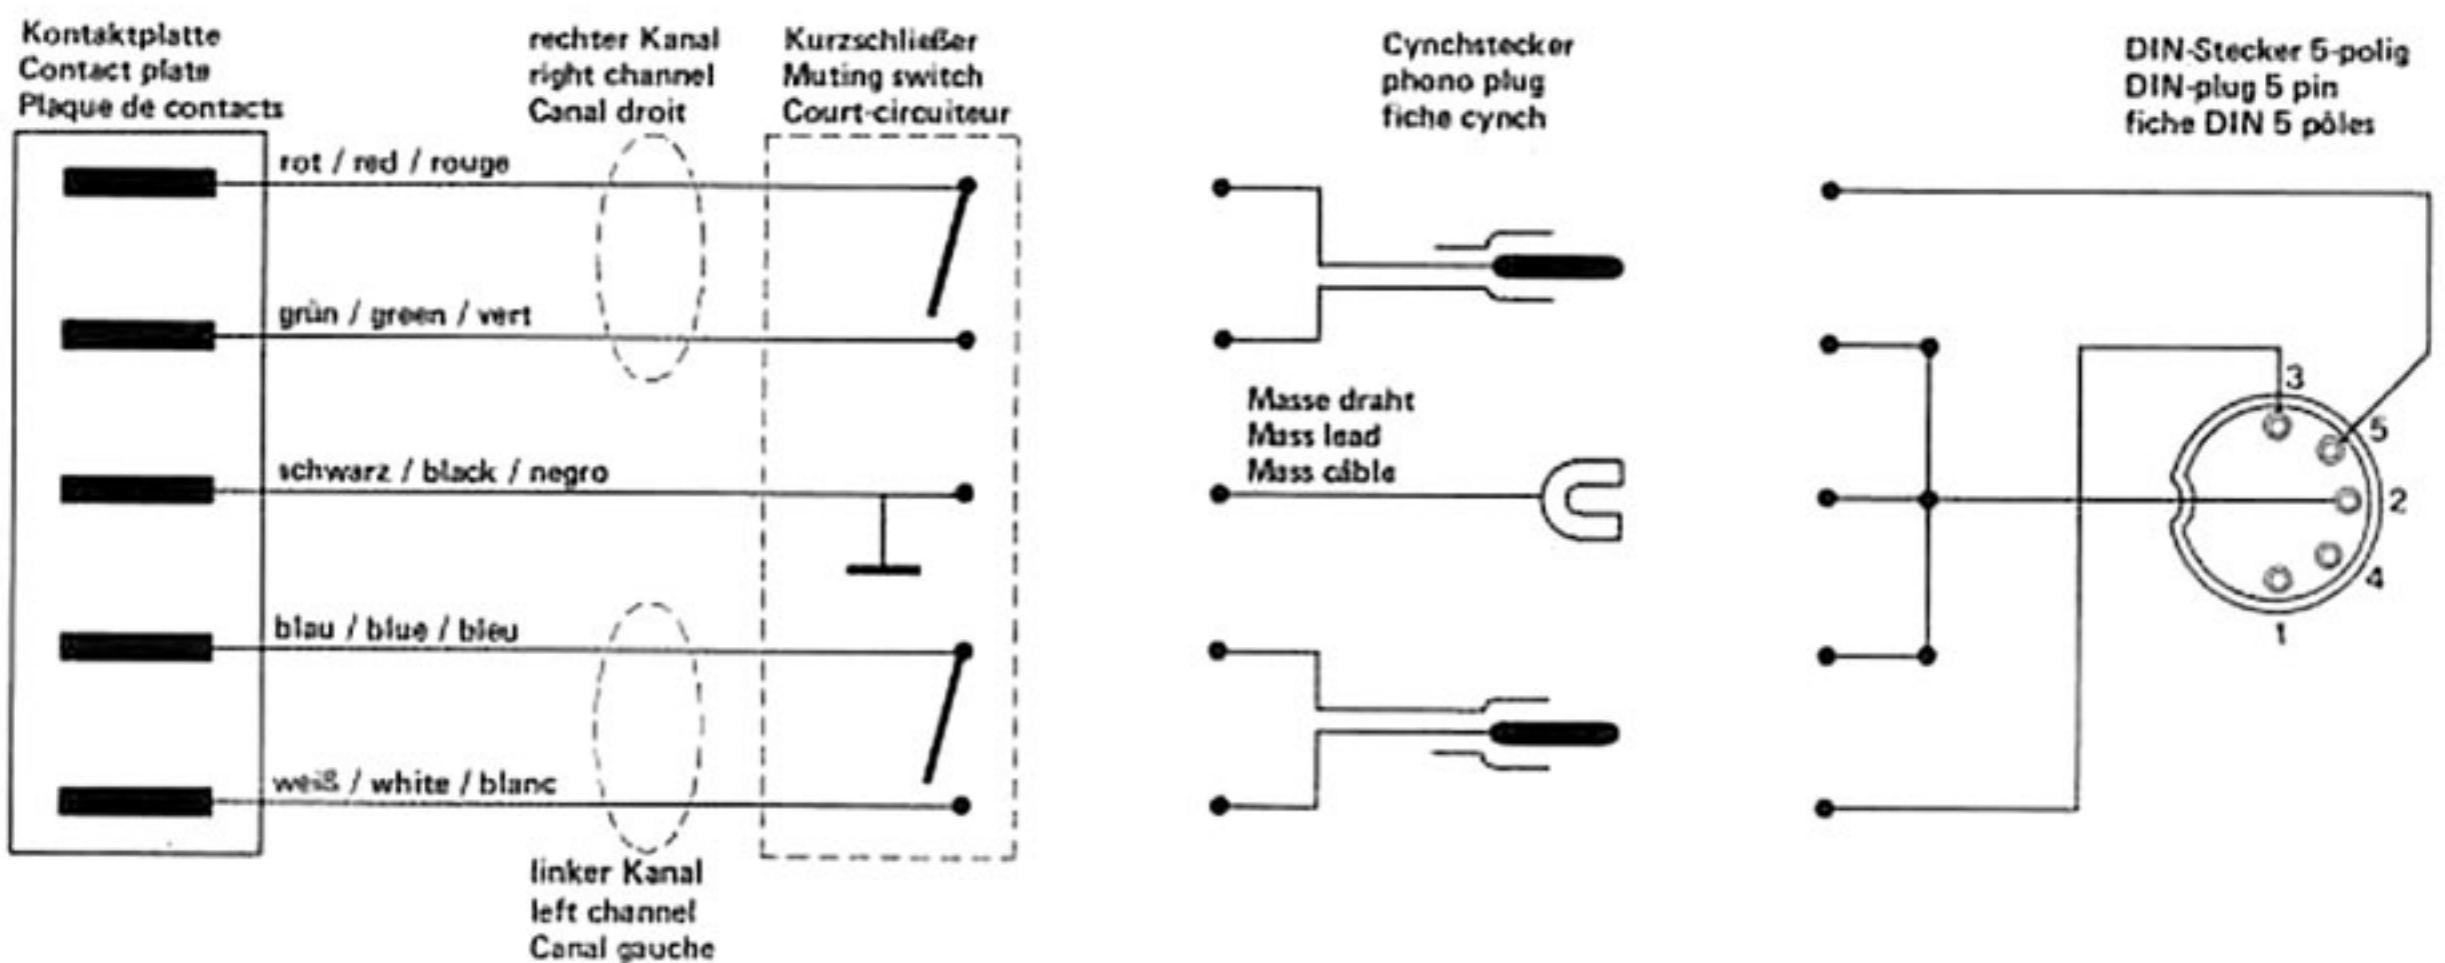 Kontaktplatte
Contact plate
Plaque de contacts
rechter Kanal
right channel
Canal droit
Kurzschließer
Muting switch
Court-circuiteur
Cynchstecker
phono plug
fiche cynch
DIN-Stecker 5-polig
DIN-plug 5 pin
fiche DIN 5 pôles
rot / red / rouge
grün / green / vert
schwarz / black / negro
blau / blue / bleu
weiß / white / blanc
Masse draht
Mass lead
Mass câble
3
5
2
4
1
linker Kanal
left channel
Canal gauche